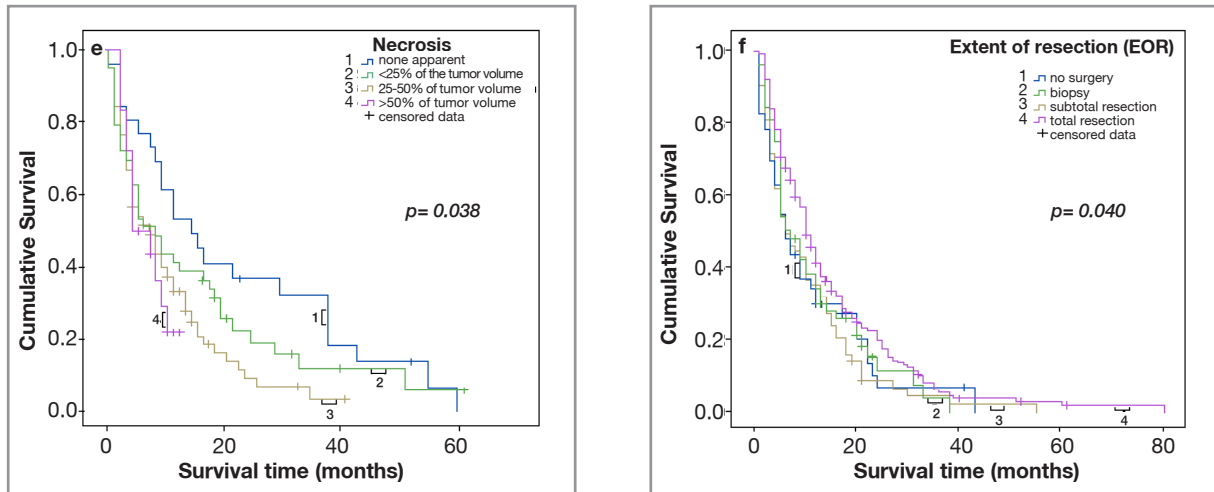 e
Necrosis
1 none apparent
2 <25% of the tumor volume
3 25-50% of tumor volume
4 >50% of tumor volume
+ censored data
p= 0.038
1.0
0.8
0.6
0.4
0.2
0.0
Cumulative Survival
1
2
3
4
0 20 40 60
Survival time (months)
f
Extent of resection (EOR)
1 no surgery
2 biopsy
3 subtotal resection
4 total resection
+ censored data
p= 0.040
1.0
0.8
0.6
0.4
0.2
0.0
Cumulative Survival
1
2 3 4
0 20 40 60 80
Survival time (months)